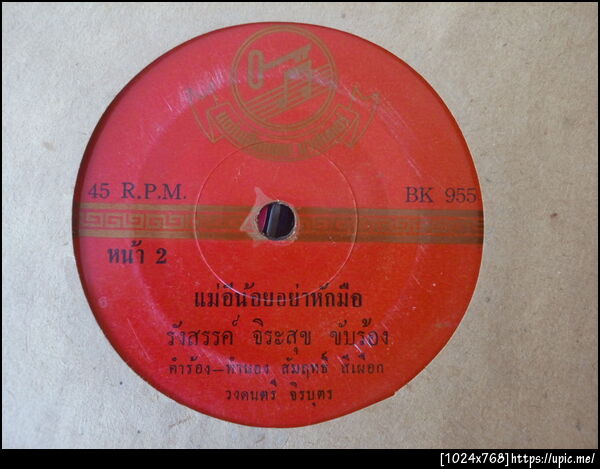 45 R.P.M.
BK 955
หน้า 2
แม่อีน้อยอย่าหักมือ
รังสรรค์ จิระสุข ขับร้อง
คำร้อง-ทำนอง สัมฤทธิ์ สีเผือก
วงดนตรี จิรบุตร
[1024x768]https://upic.me/